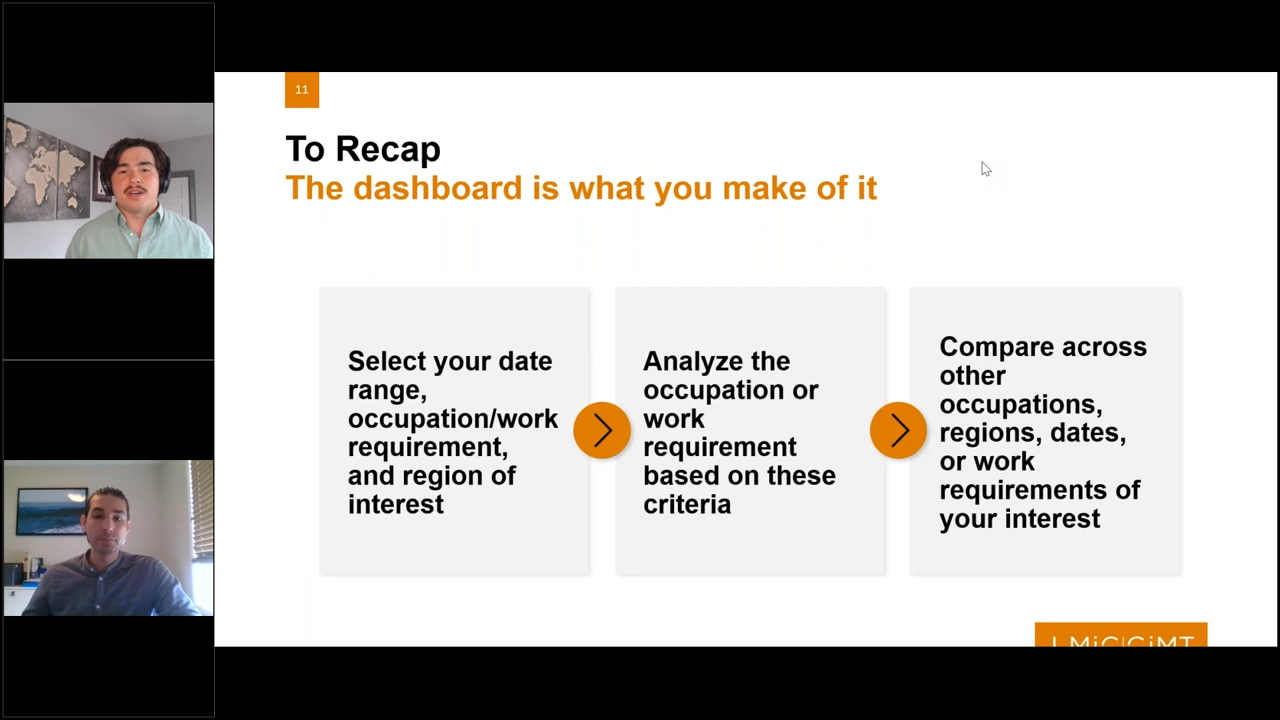 11
To Recap
The dashboard is what you make of it
Select your date
range,
occupation/work
requirement,
and region of
interest
Analyze the
occupation or
work
requirement
based on these
criteria
Compare across
other
occupations,
regions, dates,
or work
requirements of
your interest
LMiC|CiMT